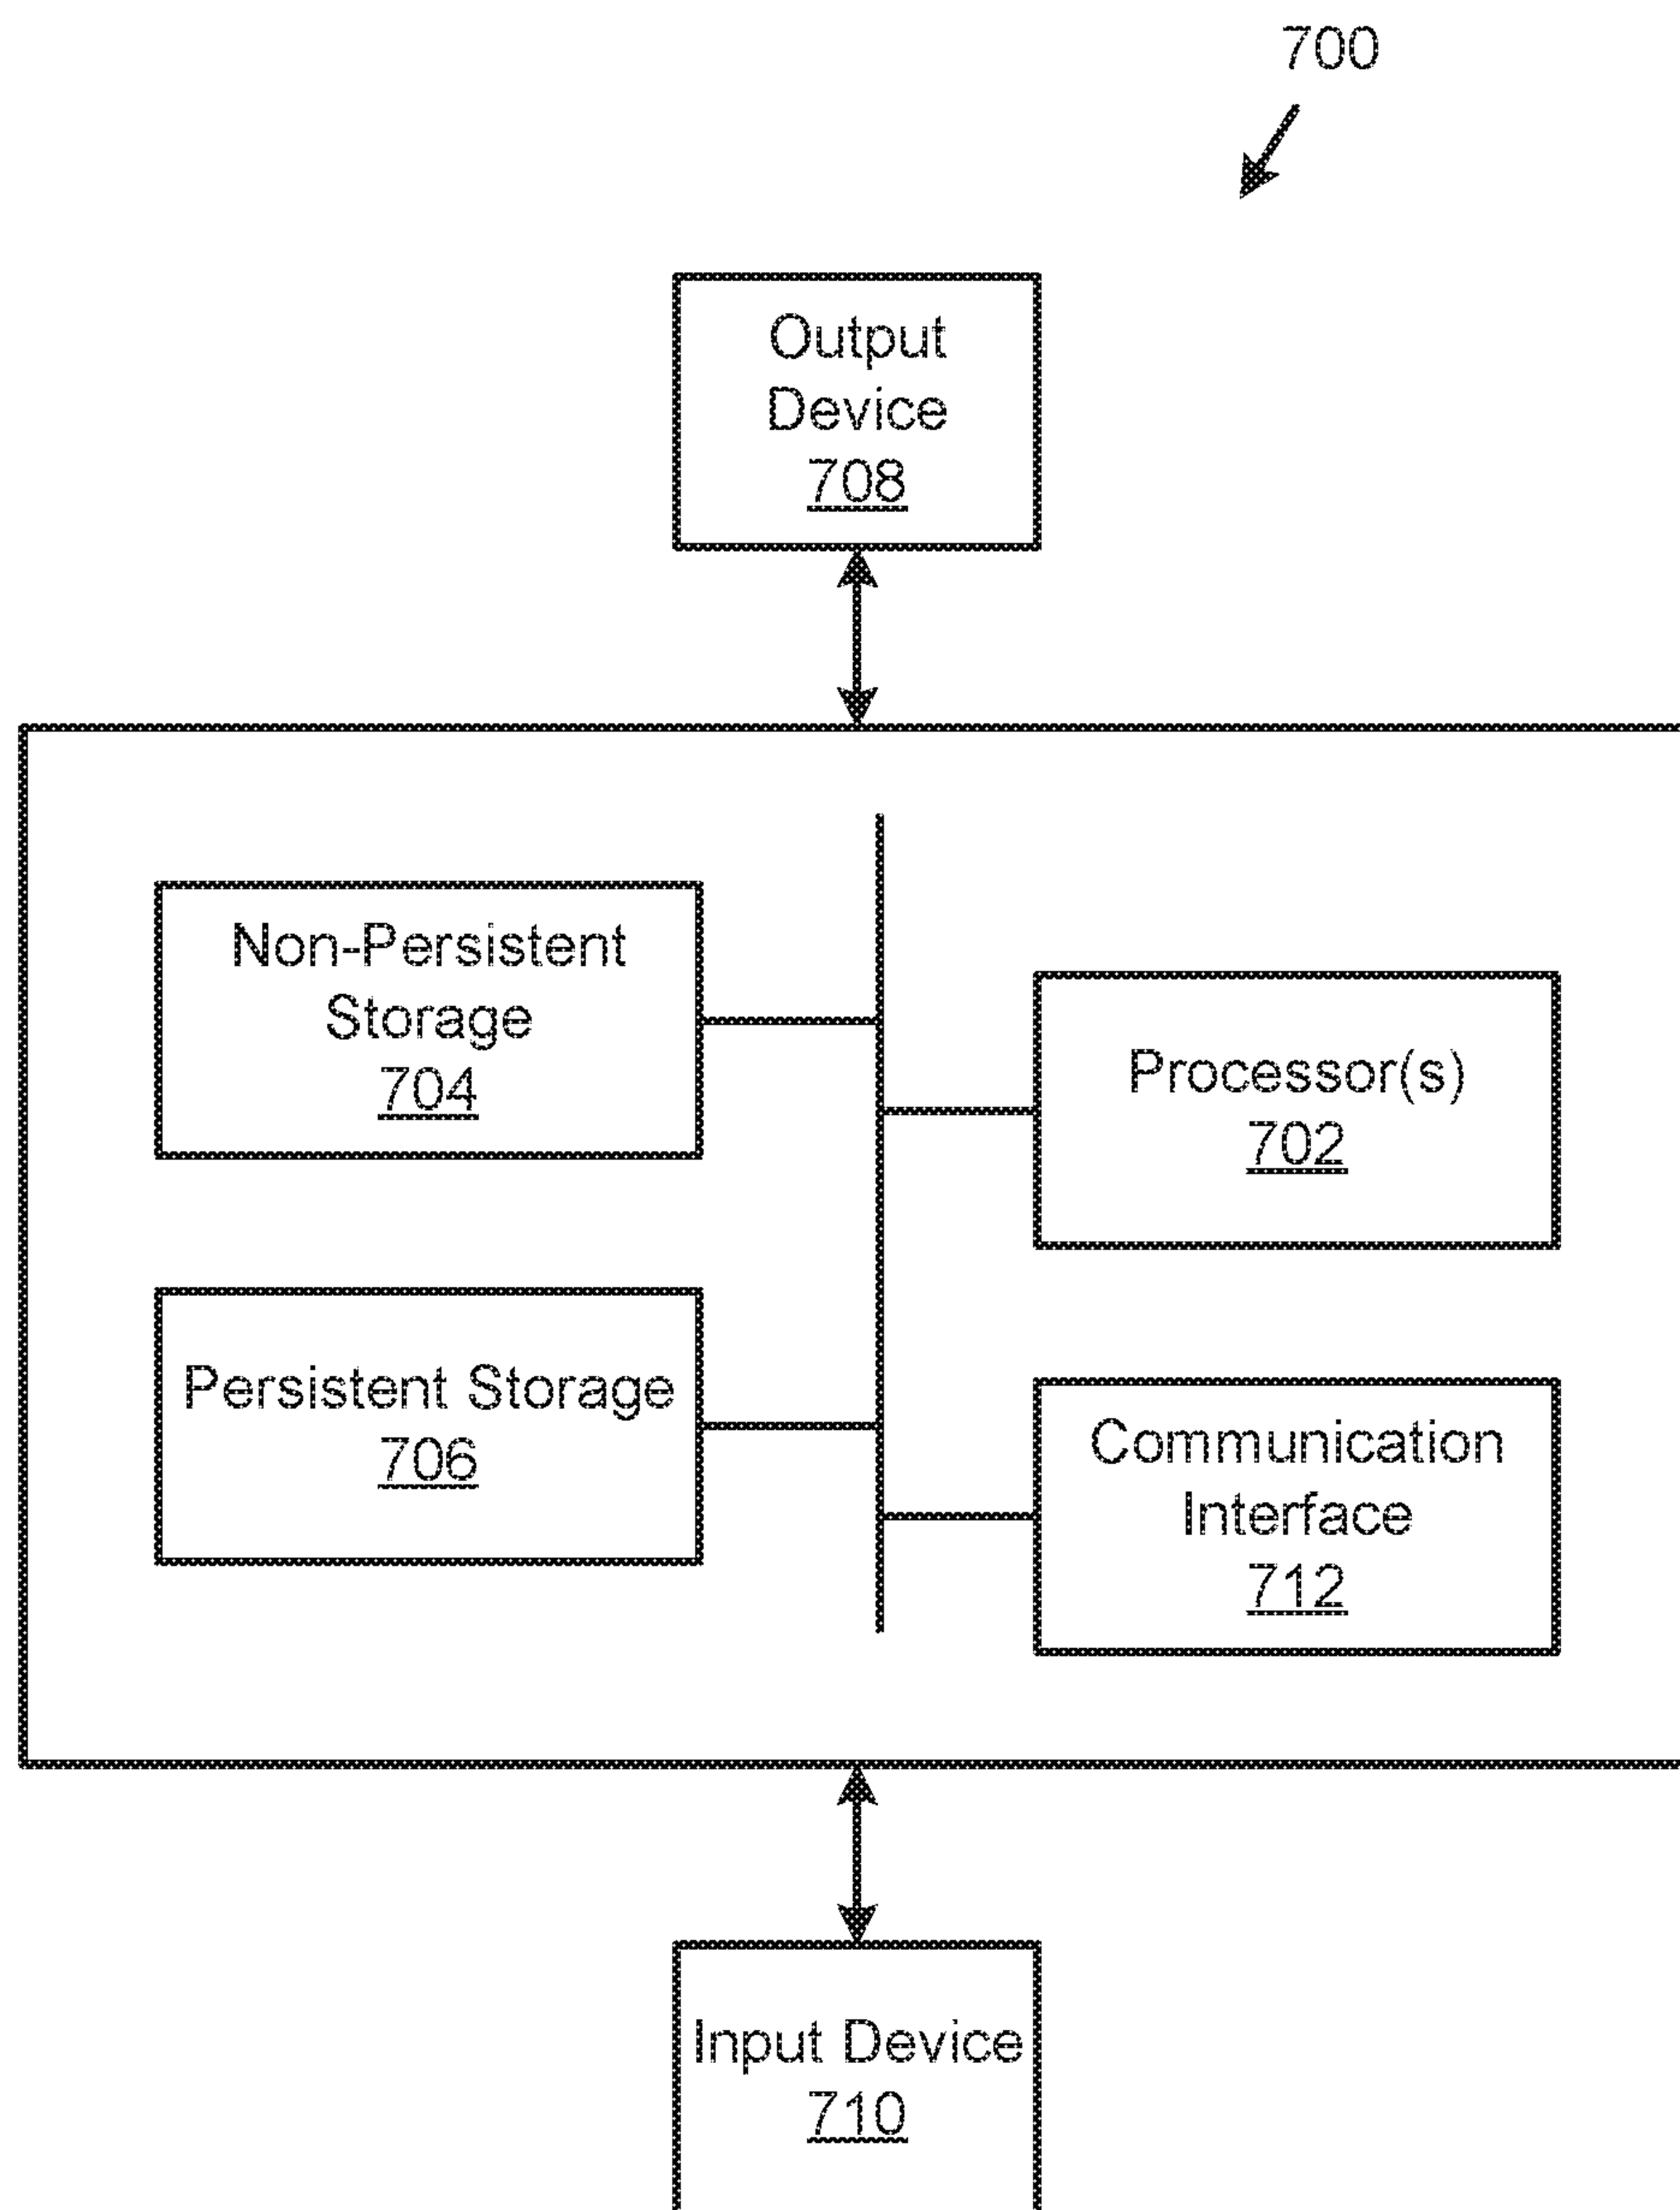 700
Output
Device
708
Non-Persistent
Storage
704
Processor(s)
702
Persistent Storage
706
Communication
Interface
712
Input Device
710